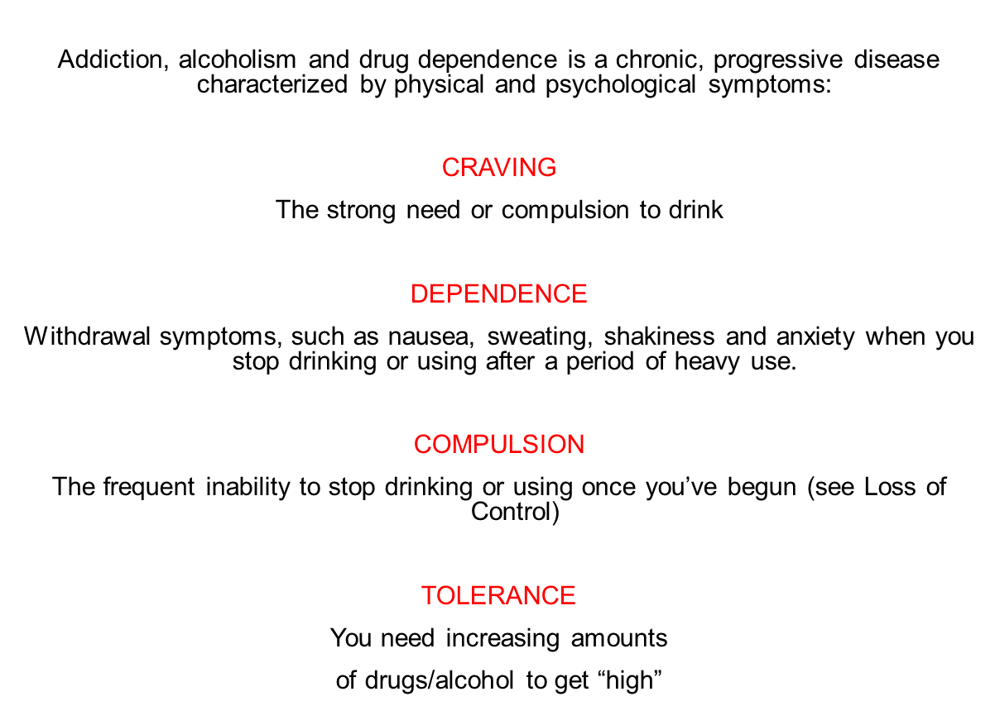 Addiction, alcoholism and drug dependence is a chronic, progressive disease
characterized by physical and psychological symptoms:
CRAVING
The strong need or compulsion to drink
DEPENDENCE
Withdrawal symptoms, such as nausea, sweating, shakiness and anxiety when you
stop drinking or using after a period of heavy use.
COMPULSION
The frequent inability to stop drinking or using once you’ve begun (see Loss of
Control)
TOLERANCE
You need increasing amounts
of drugs/alcohol to get “high”